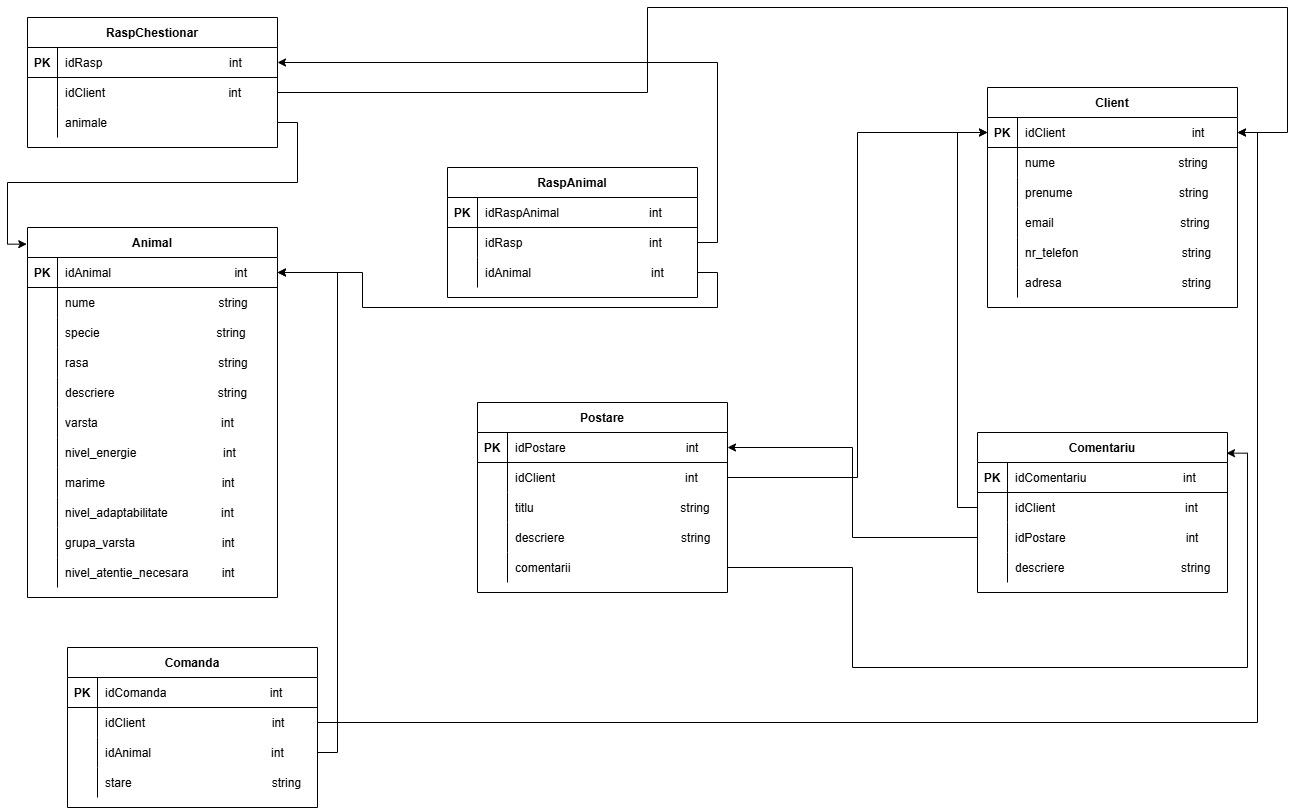 RaspChestionar
PK idRasp int
idClient int
animale
Client
PK idClient int
nume string
prenume string
email string
nr_telefon string
adresa string
RaspAnimal
PK idRaspAnimal int
idRasp int
idAnimal int
Animal
PK idAnimal int
nume string
specie string
rasa string
descriere string
varsta int
nivel_energie int
marime int
nivel_adaptabilitate int
grupa_varsta int
nivel_atentie_necesara int
Postare
PK idPostare int
idClient int
titlu string
descriere string
comentarii
Comentariu
PK idComentariu int
idClient int
idPostare int
descriere string
Comanda
PK idComanda int
idClient int
idAnimal int
stare string